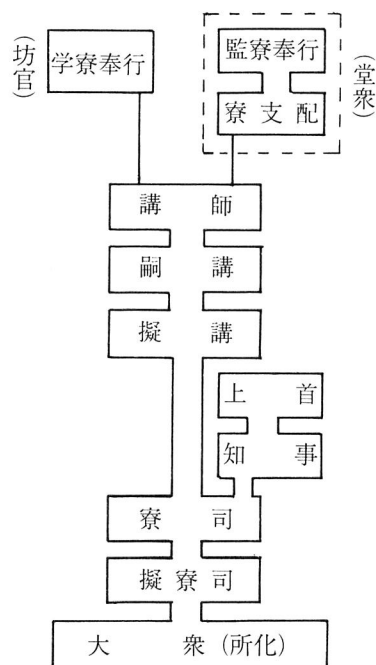 (坊官)
学寮奉行
監寮奉行
寮支配
(堂衆)
講師
嗣講
擬講
上首
知事
寮司
擬寮司
大衆(所化)